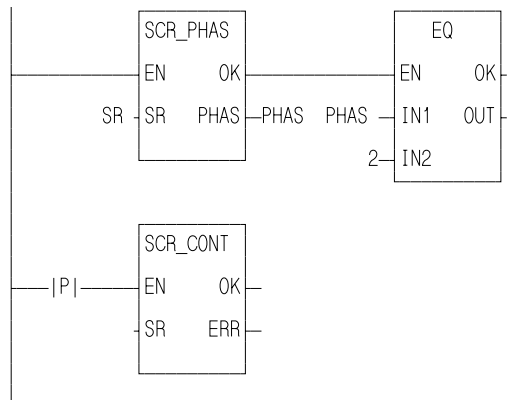 SCR_PHAS EQ
EN OK EN OK
SR SR PHAS PHAS PHAS IN1 OUT
2 IN2
SCR_CONT
|P| EN OK
SR ERR